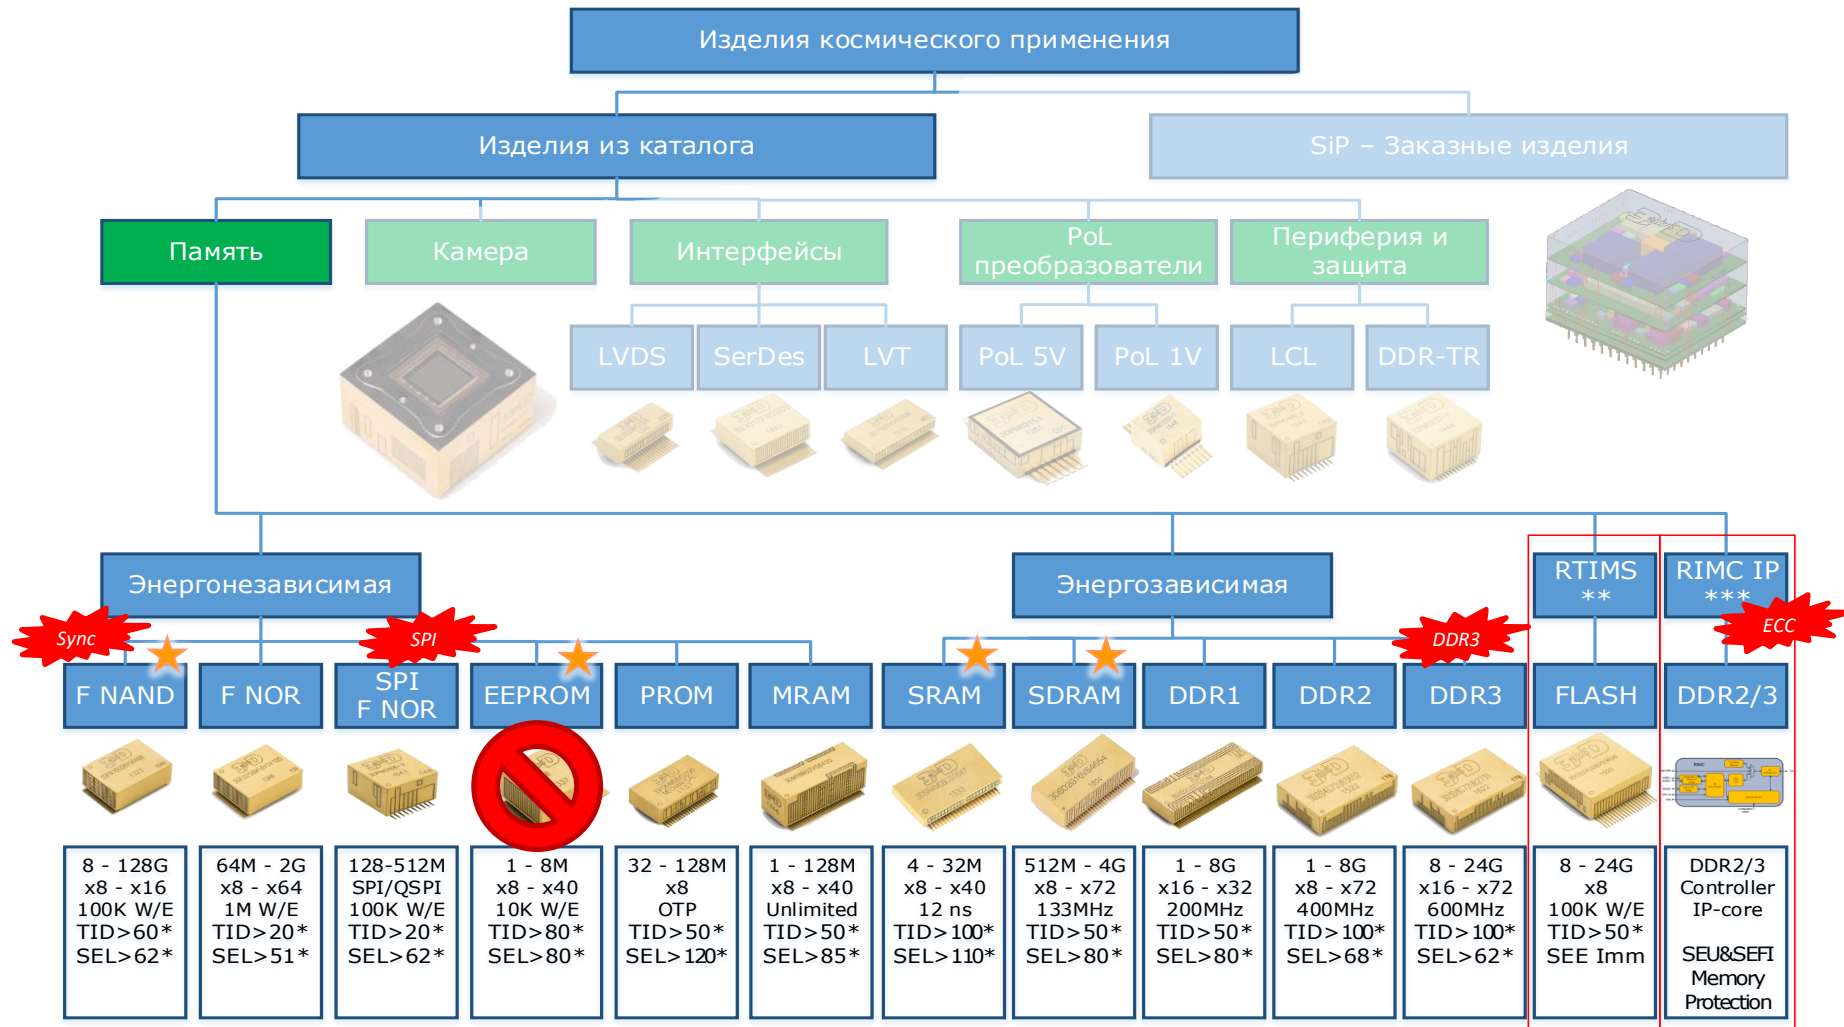 Изделия космического применения
Изделия из каталога
SiP – Заказные изделия
Память
Камера
Интерфейсы
PoL
преобразователи
Периферия и
защита
LVDS
SerDes
LVT
PoL 5V
PoL 1V
LCL
DDR-TR
Энергонезависимая
Энергозависимая
RTIMS
**
RIMC IP
***
Sync
SPI
DDR3
ECC
F NAND
F NOR
SPI
F NOR
EEPROM
PROM
MRAM
SRAM
SDRAM
DDR1
DDR2
DDR3
FLASH
DDR2/3
8 - 128G
x8 - x16
100K W/E
TID>60*
SEL>62*
64M - 2G
x8 - x64
1M W/E
TID>20*
SEL>51*
128-512M
SPI/QSPI
100K W/E
TID>20*
SEL>62*
1 - 8M
x8 - x40
10K W/E
TID>80*
SEL>80*
32 - 128M
x8
OTP
TID>50*
SEL>120*
1 - 128M
x8 - x40
Unlimited
TID>50*
SEL>85*
4 - 32M
x8 - x40
12 ns
TID>100*
SEL>110*
512M - 4G
x8 - x72
133MHz
TID>50*
SEL>80*
1 - 8G
x16 - x32
200MHz
TID>50*
SEL>80*
1 - 8G
x8 - x72
400MHz
TID>100*
SEL>68*
8 - 24G
x16 - x72
600MHz
TID>100*
SEL>62*
8 - 24G
x8
100K W/E
TID>50*
SEE Imm
DDR2/3
Controller
IP-core
SEU&SEFI
Memory
Protection